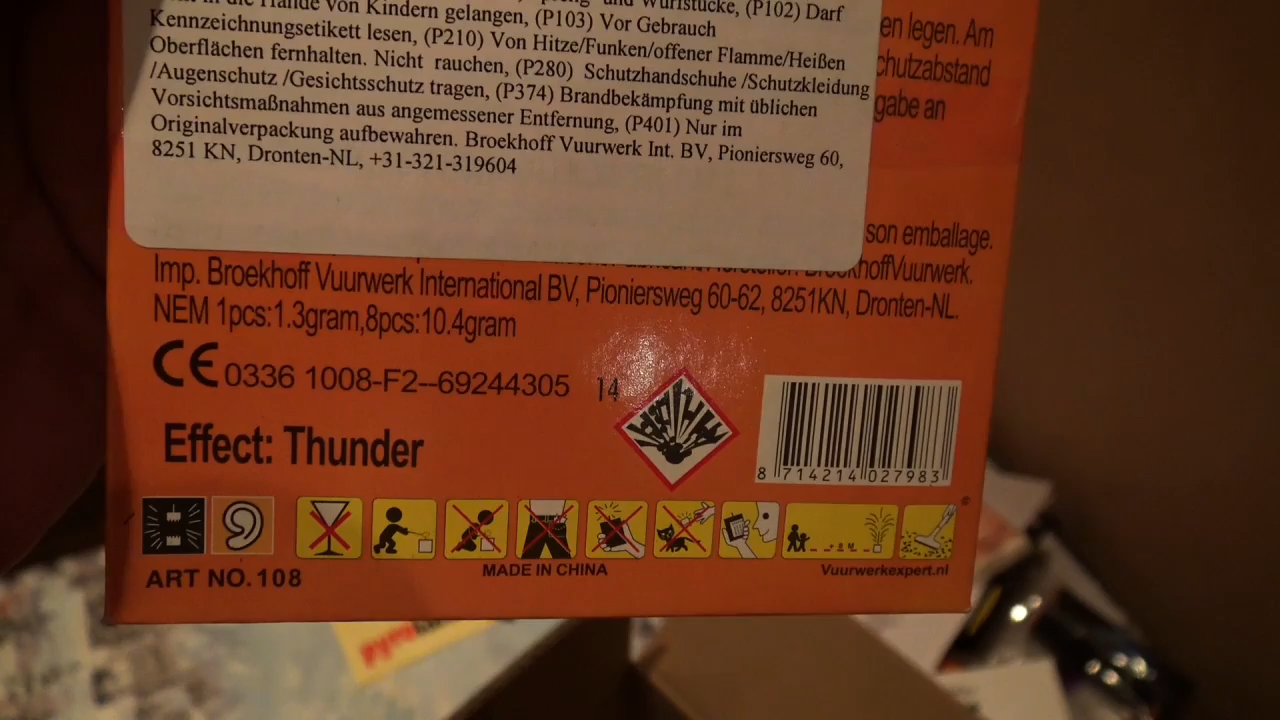 und Wurfstücke, (P102) Darf
in die Hände von Kindern gelangen, (P103) Vor Gebrauch
Kennzeichnungsetikett lesen, (P210) Von Hitze/Funken/offener Flamme/Heißen
Oberflächen fernhalten. Nicht rauchen, (P280) Schutzhandschuhe /Schutzkleidung
/Augenschutz /Gesichtsschutz tragen, (P374) Brandbekämpfung mit üblichen
Vorsichtsmaßnahmen aus angemessener Entfernung, (P401) Nur im
Originalverpackung aufbewahren. Broekhoff Vuurwerk Int. BV, Pioniersweg 60,
8251 KN, Dronten-NL, +31-321-319604
en legen. Am
chutzabstand
gabe an
son emballage.
hoffVuurwerk.
Imp. Broekhoff Vuurwerk International BV, Pioniersweg 60-62, 8251KN, Dronten-NL.
NEM 1pcs:1.3gram,8pcs:10.4gram
CE 0336 1008-F2--69244305 14
Effect: Thunder
8 714214 027983
ART NO.108
MADE IN CHINA
Vuurwerkexpert.nl